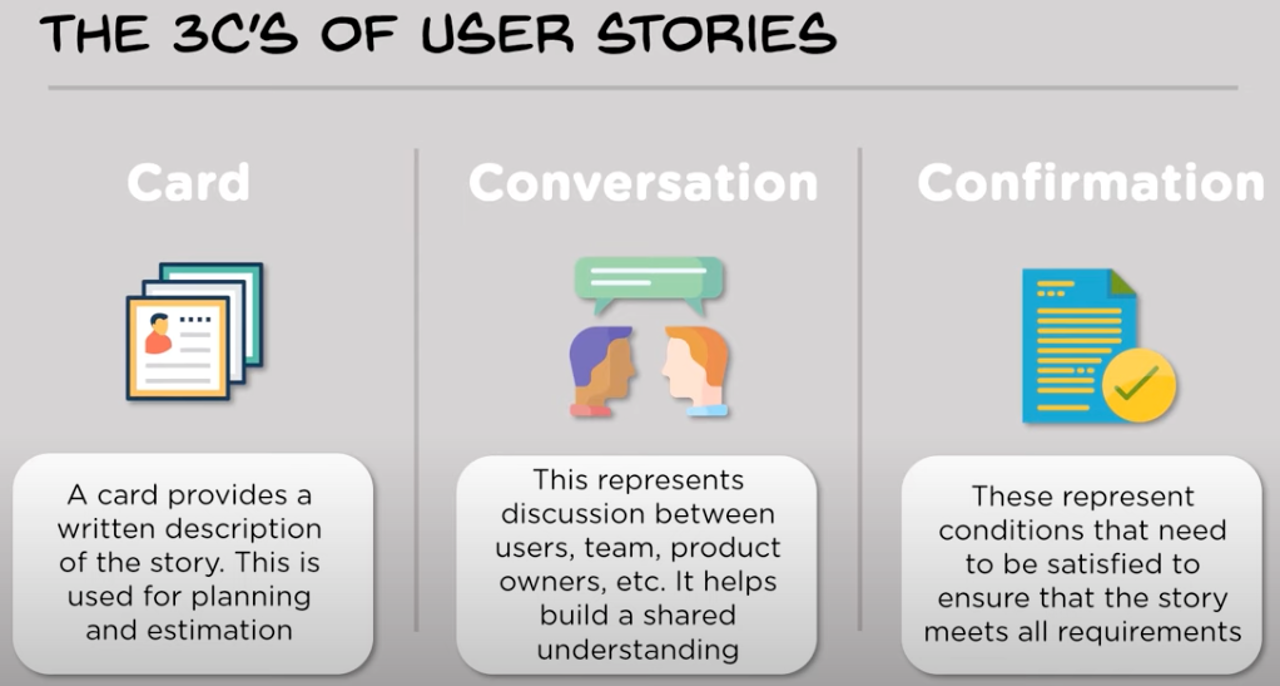 THE 3C'S OF USER STORIES
Card
A card provides a
written description
of the story. This is
used for planning
and estimation
Conversation
This represents
discussion between
users, team, product
owners, etc. It helps
build a shared
understanding
Confirmation
These represent
conditions that need
to be satisfied to
ensure that the story
meets all requirements